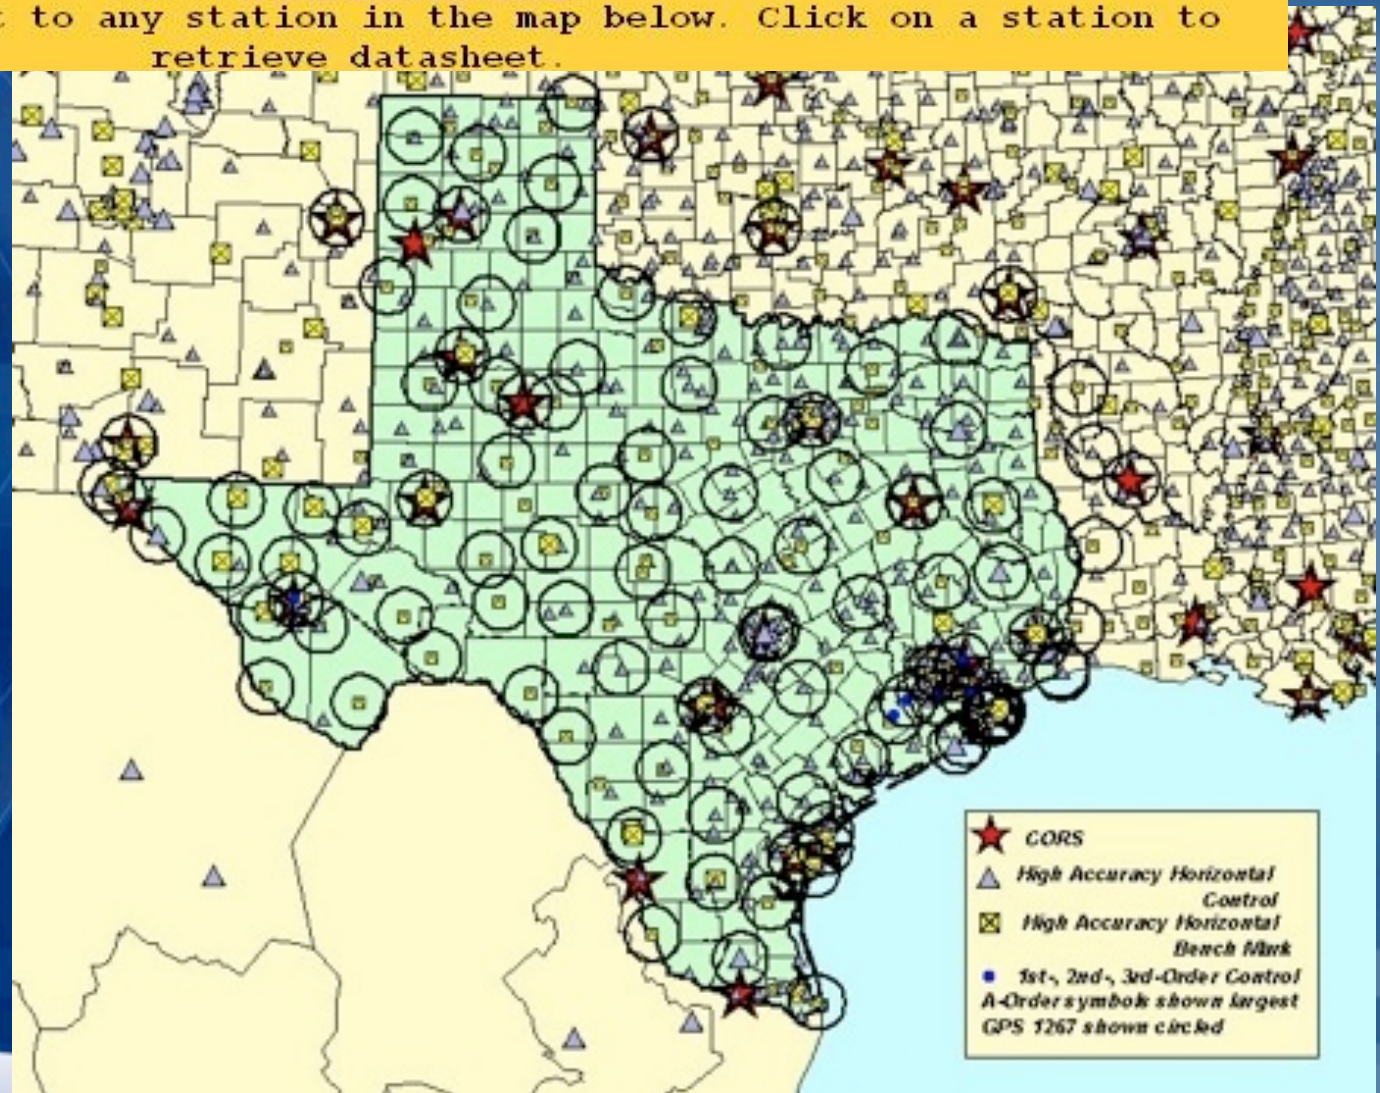 to any station in the map below. Click on a station to
retrieve datasheet.
CORS
High Accuracy Horizontal
Control
High Accuracy Horizontal
Bench Mark
1st-, 2nd-, 3rd-Order Control
A-Order symbols shown largest
GPS 1267 shown circled